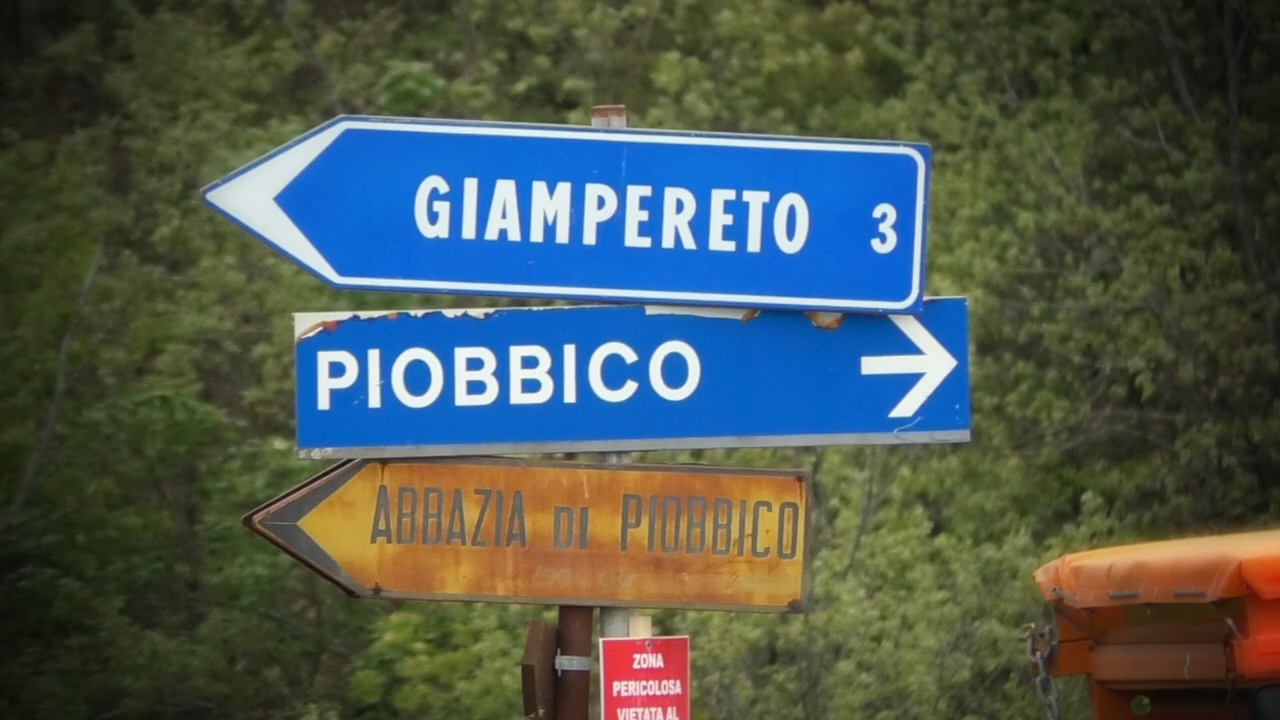 GIAMPERETO 3
PIOBBICO
ABBAZIA DI PIOBBICO
ZONA
PERICOLOSA
VIETATA AL